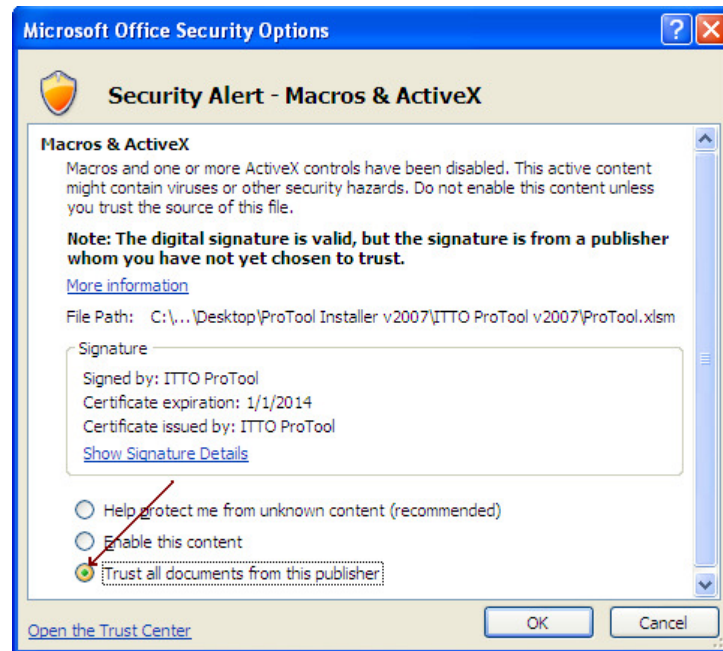 Microsoft Office Security Options
?
Security Alert - Macros & ActiveX
Macros & ActiveX
Macros and one or more ActiveX controls have been disabled. This active content
might contain viruses or other security hazards. Do not enable this content unless
you trust the source of this file.
Note: The digital signature is valid, but the signature is from a publisher
whom you have not yet chosen to trust.
More information
File Path: C:\...\Desktop\ProTool Installer v2007\ITTO ProTool v2007\ProTool.xlsm
Signature
Signed by: ITTO ProTool
Certificate expiration: 1/1/2014
Certificate issued by: ITTO ProTool
Show Signature Details
Help protect me from unknown content (recommended)
Enable this content
Trust all documents from this publisher
Open the Trust Center
OK
Cancel